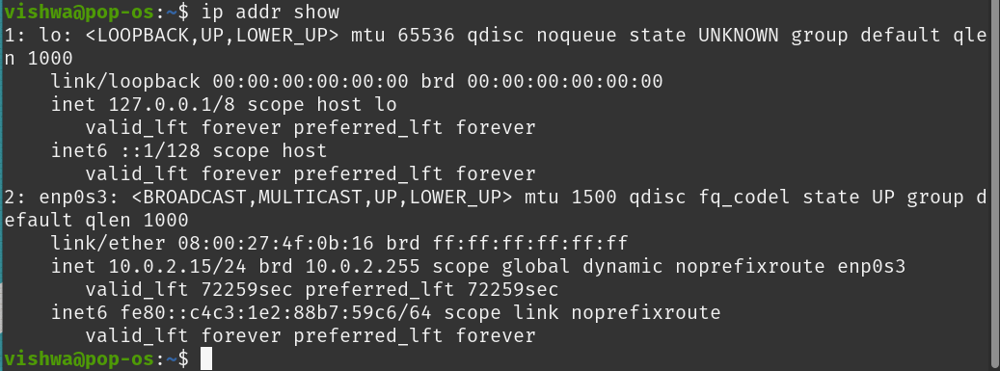 vishwa@pop-os:~$ ip addr show
1: lo: <LOOPBACK,UP,LOWER_UP> mtu 65536 qdisc noqueue state UNKNOWN group default qle
n 1000
    link/loopback 00:00:00:00:00:00 brd 00:00:00:00:00:00
    inet 127.0.0.1/8 scope host lo
       valid_lft forever preferred_lft forever
    inet6 ::1/128 scope host
       valid_lft forever preferred_lft forever
2: enp0s3: <BROADCAST,MULTICAST,UP,LOWER_UP> mtu 1500 qdisc fq_codel state UP group d
efault qlen 1000
    link/ether 08:00:27:4f:0b:16 brd ff:ff:ff:ff:ff:ff
    inet 10.0.2.15/24 brd 10.0.2.255 scope global dynamic noprefixroute enp0s3
       valid_lft 72259sec preferred_lft 72259sec
    inet6 fe80::c4c3:1e2:88b7:59c6/64 scope link noprefixroute
       valid_lft forever preferred_lft forever
vishwa@pop-os:~$